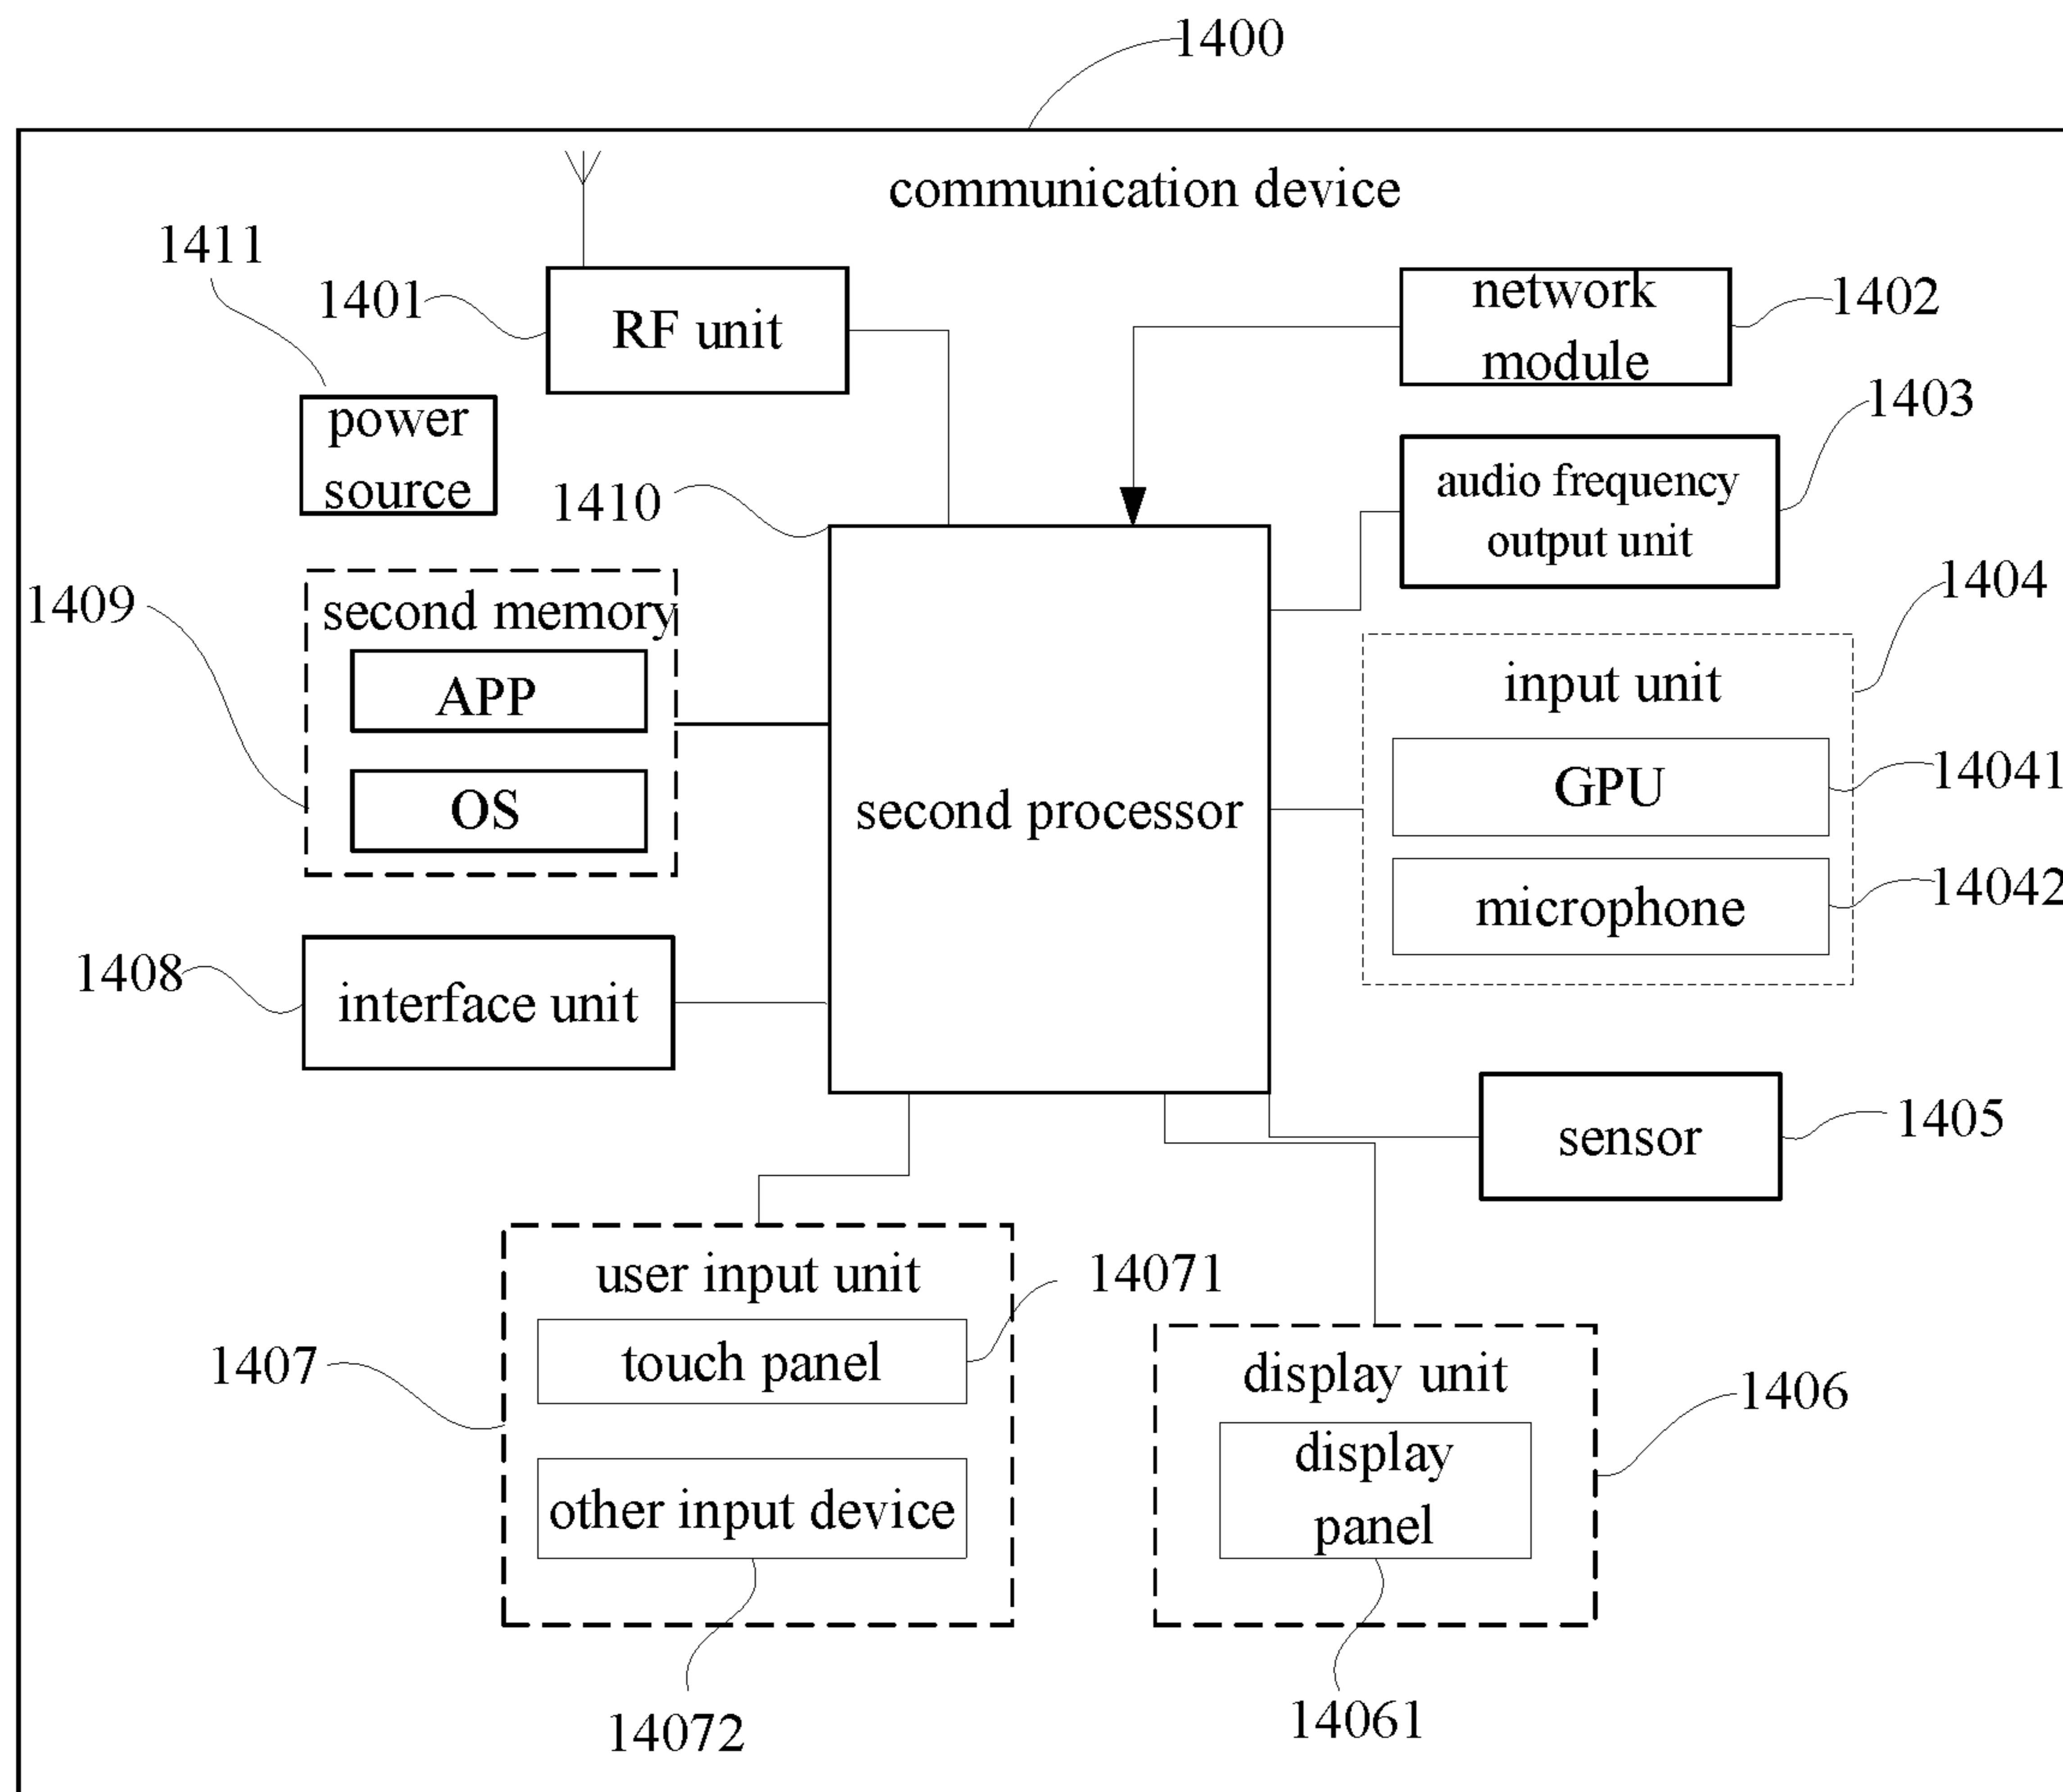 1400
communication device
1411
1401
RF unit
network
module
1402
power
source
1403
audio frequency
output unit
1410
1404
1409
second memory
APP
OS
second processor
input unit
GPU
14041
microphone
14042
1408
interface unit
sensor
1405
user input unit
14071
touch panel
1407
other input device
14072
display unit
1406
display
panel
14061